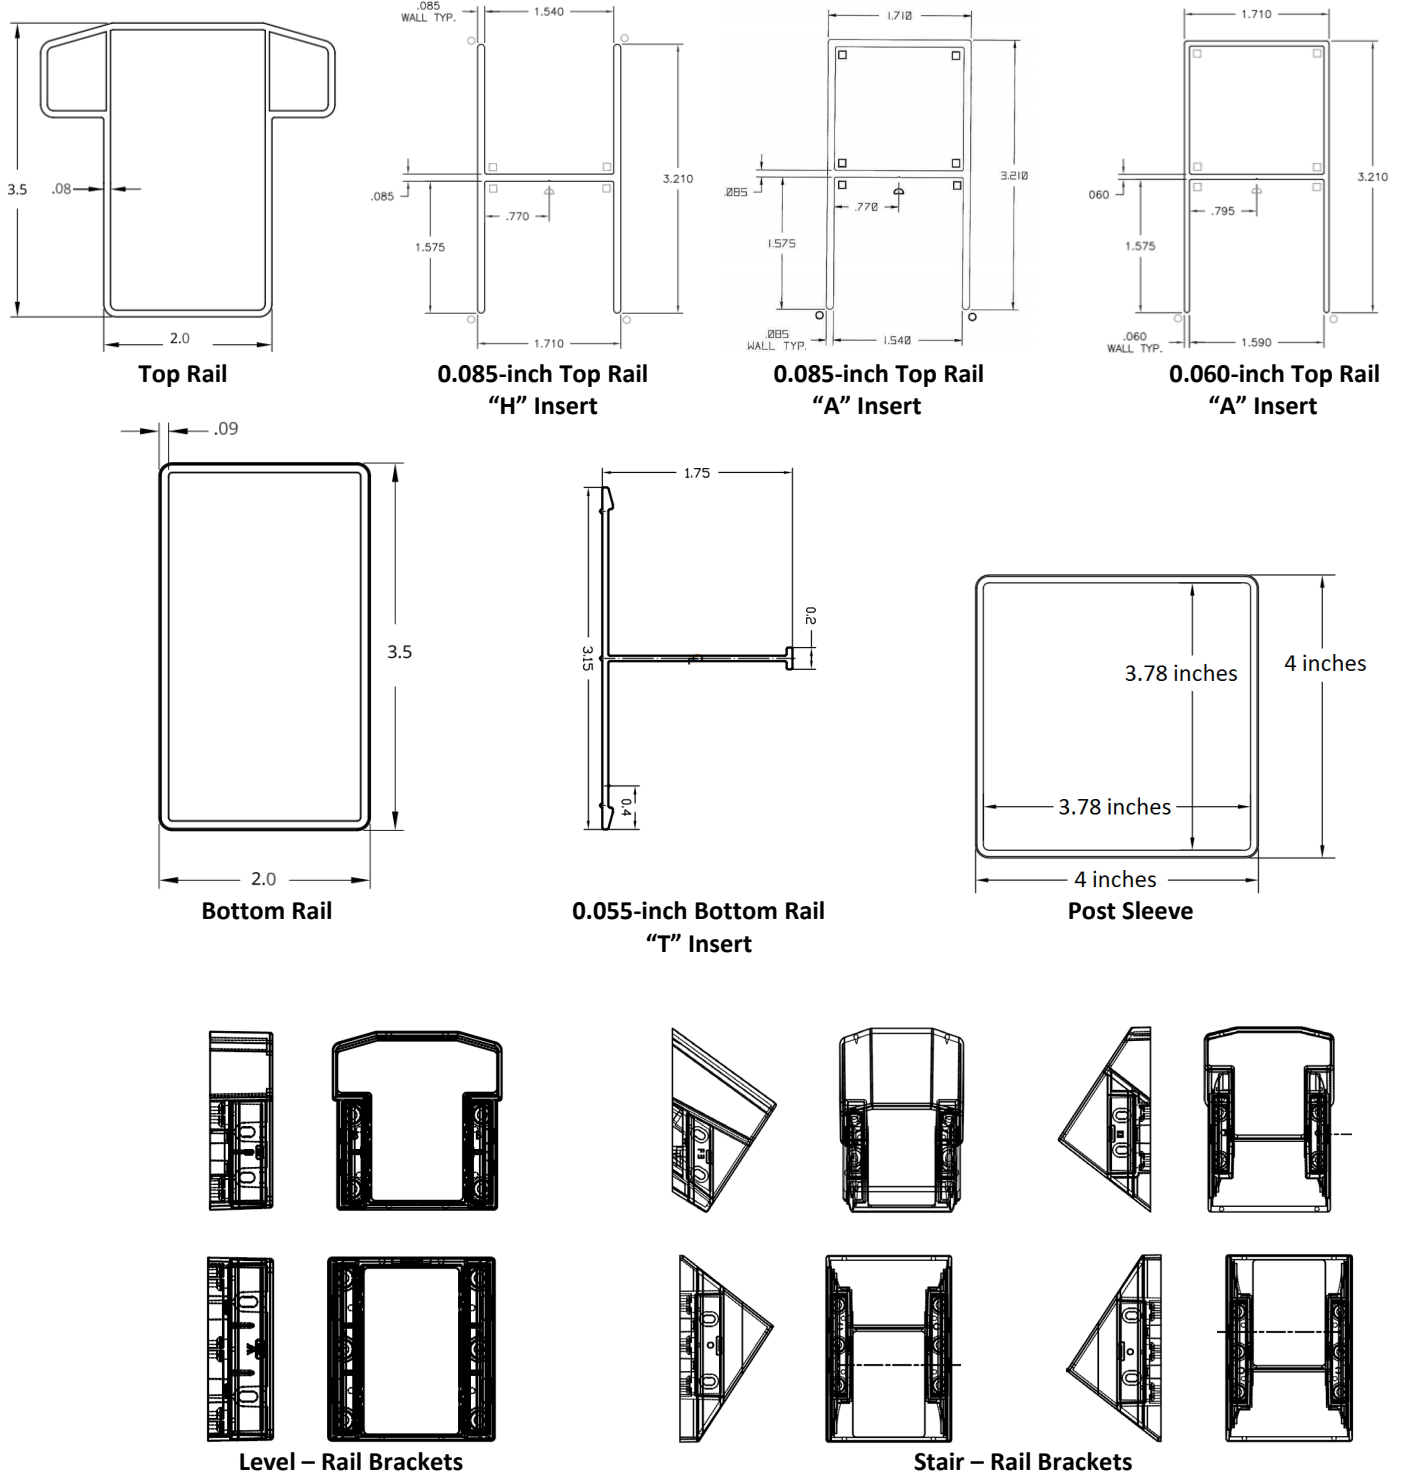 .085
WALL TYP.
1.540
1.710
1.710
3.5
.08
.085
.770
3.210
1.575
.085
.770
3.210
1.575
060
.795
3.210
1.575
2.0
1.710
.085
WALL TYP.
1.540
.060
WALL TYP.
1.590
Top Rail
0.085-inch Top Rail
“H” Insert
0.085-inch Top Rail
“A” Insert
0.060-inch Top Rail
“A” Insert
.09
3.5
2.0
1.75
3.15
0.2
0.4
3.78 inches
4 inches
3.78 inches
4 inches
Bottom Rail
0.055-inch Bottom Rail
“T” Insert
Post Sleeve
Level – Rail Brackets
Stair – Rail Brackets